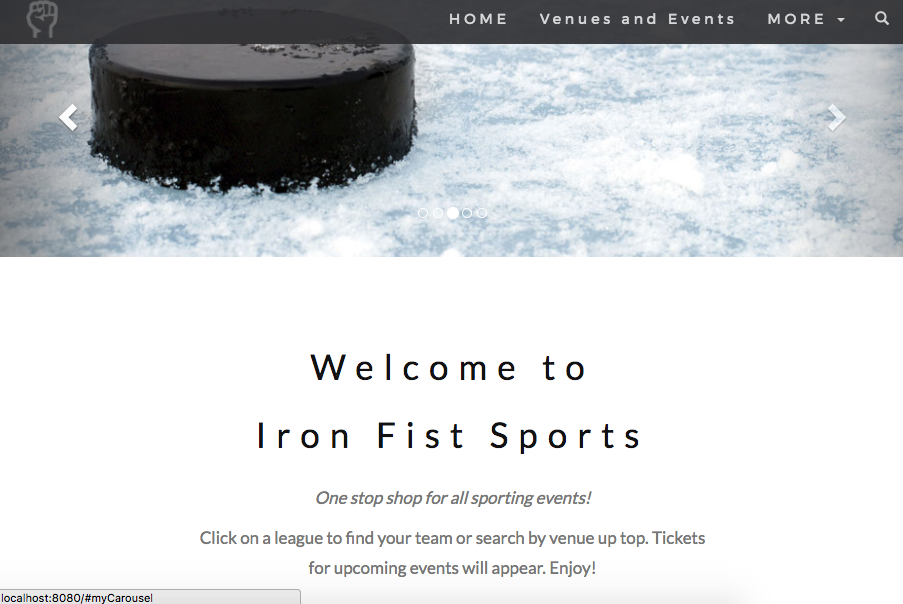 HOME Venues and Events MORE
Welcome to
Iron Fist Sports
One stop shop for all sporting events!
Click on a league to find your team or search by venue up top. Tickets
for upcoming events will appear. Enjoy!
localhost:8080/#myCarousel